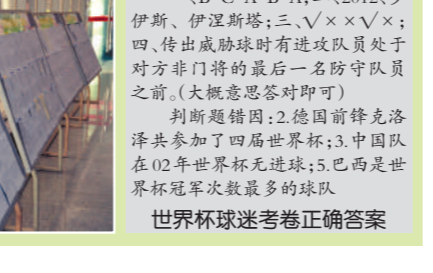 伊斯、伊涅斯塔;三、√××√×;
四、传出威胁球时有进攻队员处于
对方非门将的最后一名防守队员
之前。(大概意思答对即可)
判断题错因:2.德国前锋克洛
泽共参加了四届世界杯;3.中国队
在02年世界杯无进球;5.巴西是世
界杯冠军次数最多的球队
世界杯球迷考卷正确答案